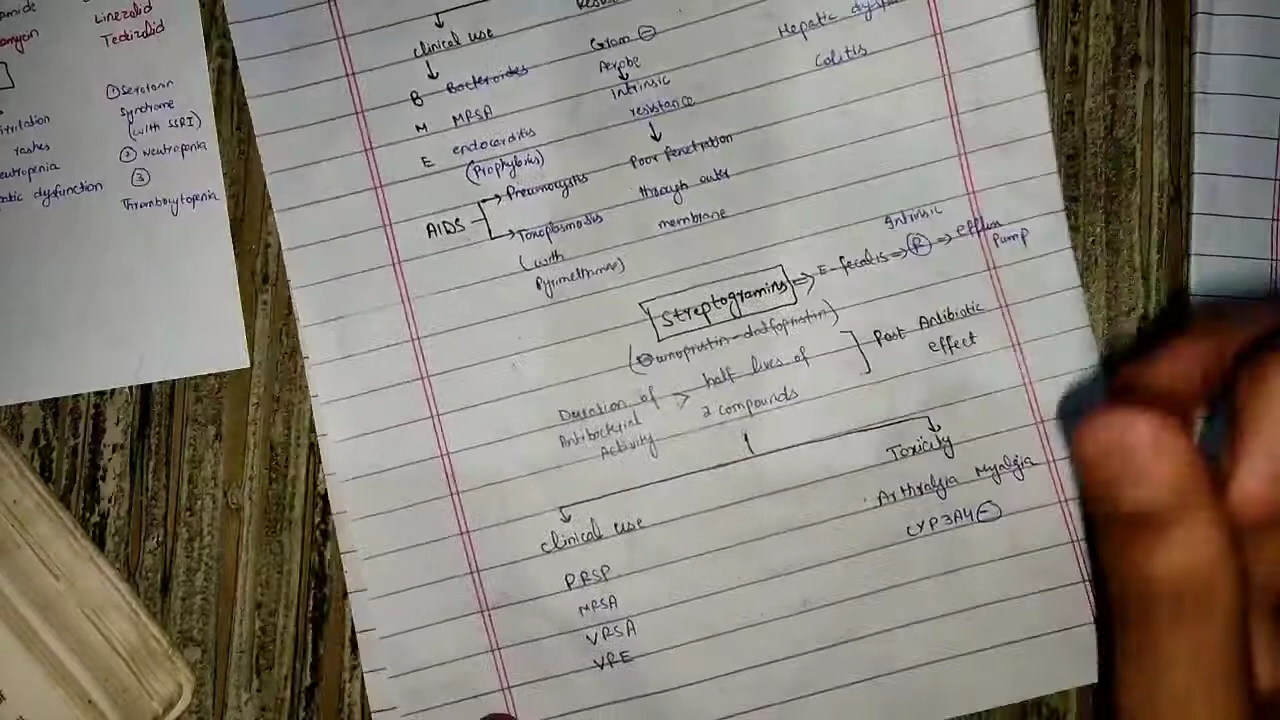 Linezolid
Tedizolid
① Serotonin
Syndrome
(with SSRI)
② Neutropenia
③
Thrombocytopenia
rashes
dysfunction
clinical use
B Bacteroides
M MRSA
E endocarditis
(Prophylaxis)
AIDS → Pneumocystis
→ Toxoplasmosis
(with
Pyrimethamine)
Gram ⊖
Aerobe
Intrinsic
resistance
Poor Penetration
through outer
membrane
Hepatic
Colitis
Streptogramins ⇒ E-fecalis ⇒ Ⓡ ⇒ efflux
Intrinsic
Pump
Duration of > half lives of
Antibacterial 2 compounds
Activity
Post Antibiotic
effect
clinical use
PRSP
MRSA
VRSA
VRE
Toxicity
Arthralgia Myalgia
CYP3A4 ⊖